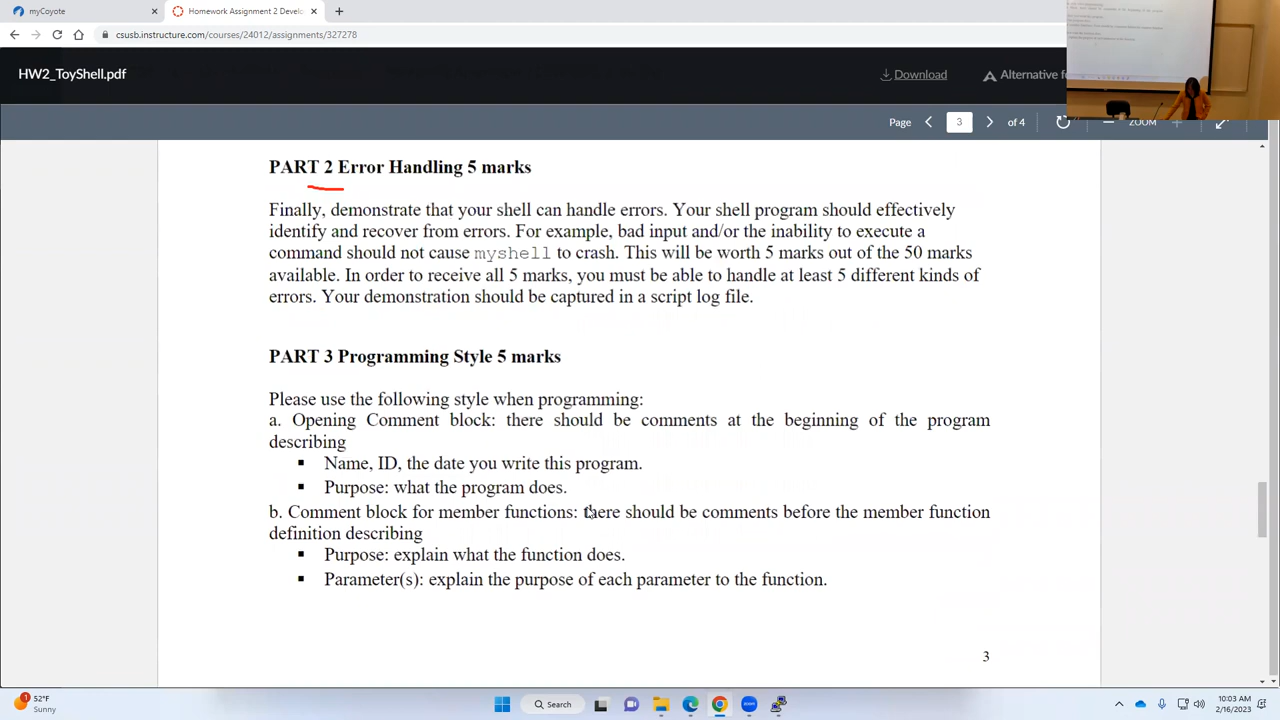 myCoyote
Homework Assignment 2 Devel
csusb.instructure.com/courses/24012/assignments/327278
HW2_ToyShell.pdf
Download
Alternative fo
Page 3 of 4
ZOOM
PART 2 Error Handling 5 marks
Finally, demonstrate that your shell can handle errors. Your shell program should effectively
identify and recover from errors. For example, bad input and/or the inability to execute a
command should not cause myshell to crash. This will be worth 5 marks out of the 50 marks
available. In order to receive all 5 marks, you must be able to handle at least 5 different kinds of
errors. Your demonstration should be captured in a script log file.
PART 3 Programming Style 5 marks
Please use the following style when programming:
a. Opening Comment block: there should be comments at the beginning of the program
describing
▪ Name, ID, the date you write this program.
▪ Purpose: what the program does.
b. Comment block for member functions: there should be comments before the member function
definition describing
▪ Purpose: explain what the function does.
▪ Parameter(s): explain the purpose of each parameter to the function.
3
1
52°F
Sunny
Search
zoom
10:03 AM
2/16/2023